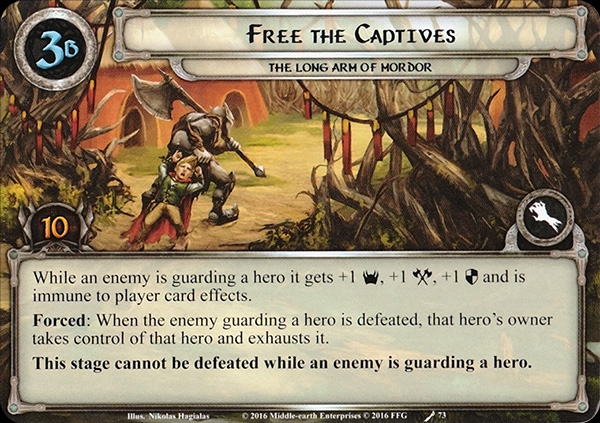 3B
FREE THE CAPTIVES
THE LONG ARM OF MORDOR
10
While an enemy is guarding a hero it gets +1 , +1 , +1 and is
immune to player card effects.
Forced: When the enemy guarding a hero is defeated, that hero's owner
takes control of that hero and exhausts it.
This stage cannot be defeated while an enemy is guarding a hero.
Illus. Nikolas Hagialas © 2016 Middle-earth Enterprises © 2016 FFG 73